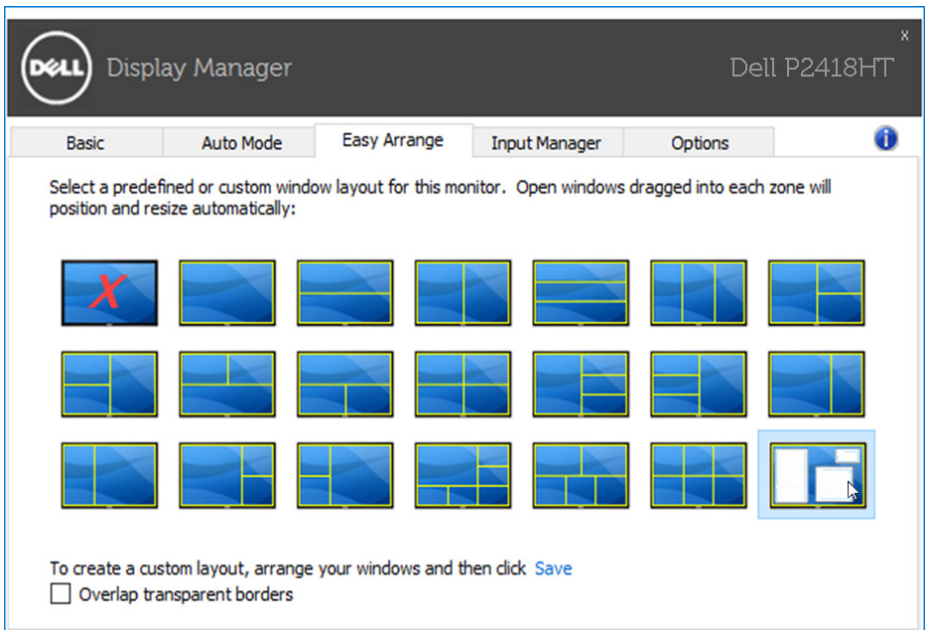 x
DELL
Display Manager
Dell P2418HT
Basic
Auto Mode
Easy Arrange
Input Manager
Options
i
Select a predefined or custom window layout for this monitor. Open windows dragged into each zone will
position and resize automatically:
X
To create a custom layout, arrange your windows and then click Save
Overlap transparent borders